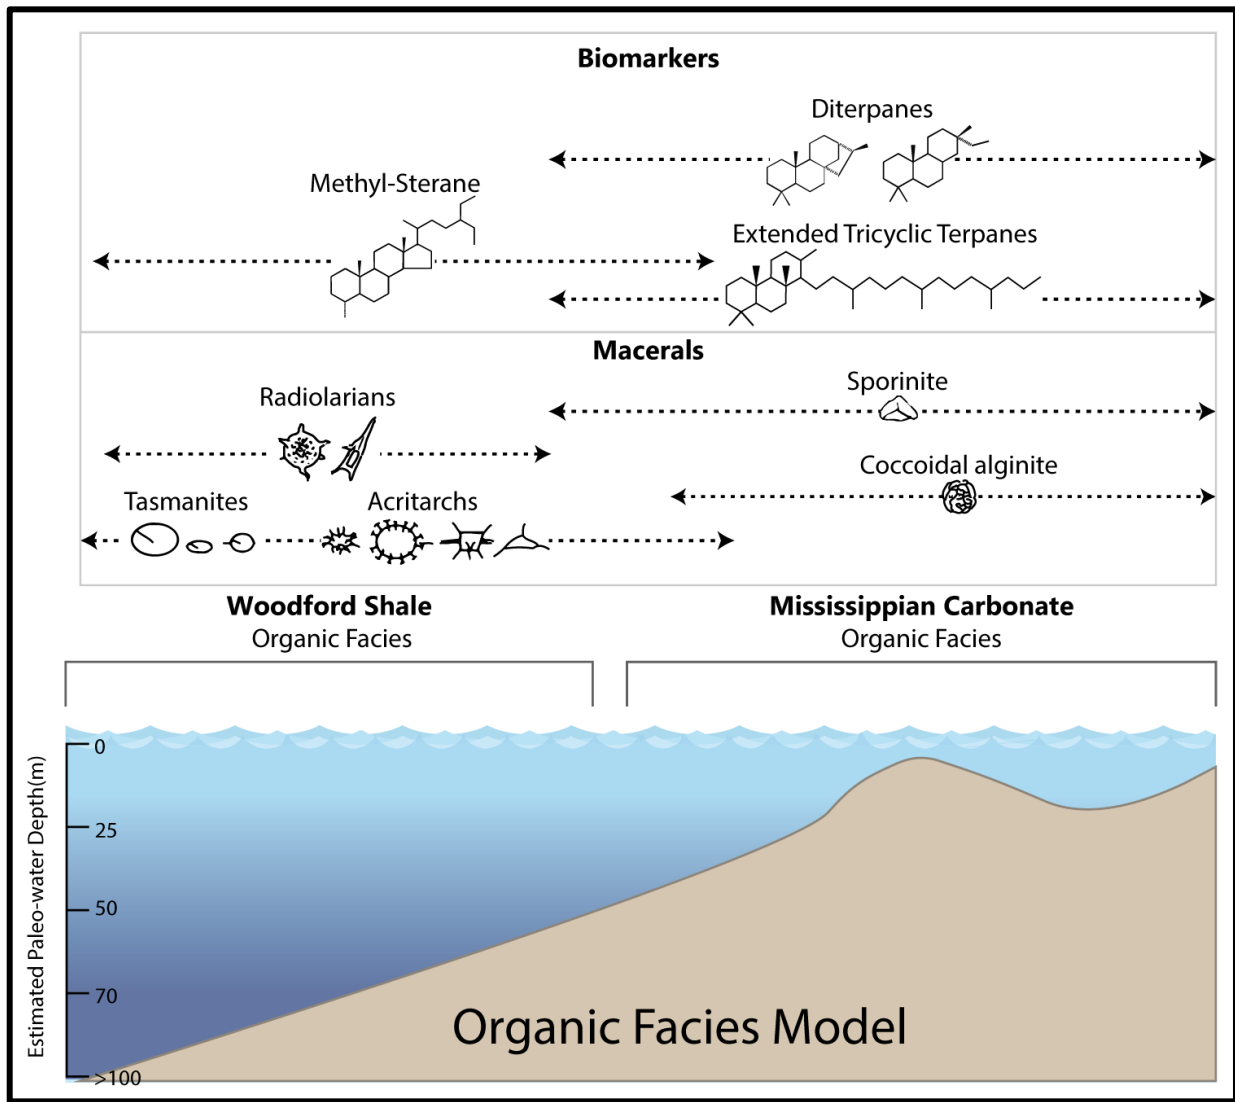 Biomarkers
Diterpanes
Methyl-Sterane
Extended Tricyclic Terpanes
Macerals
Sporinite
Radiolarians
Coccoidal alginite
Tasmanites
Acritarchs
Woodford Shale
Organic Facies
Mississippian Carbonate
Organic Facies
Estimated Paleo-water Depth(m)
0
25
50
70
>100
Organic Facies Model